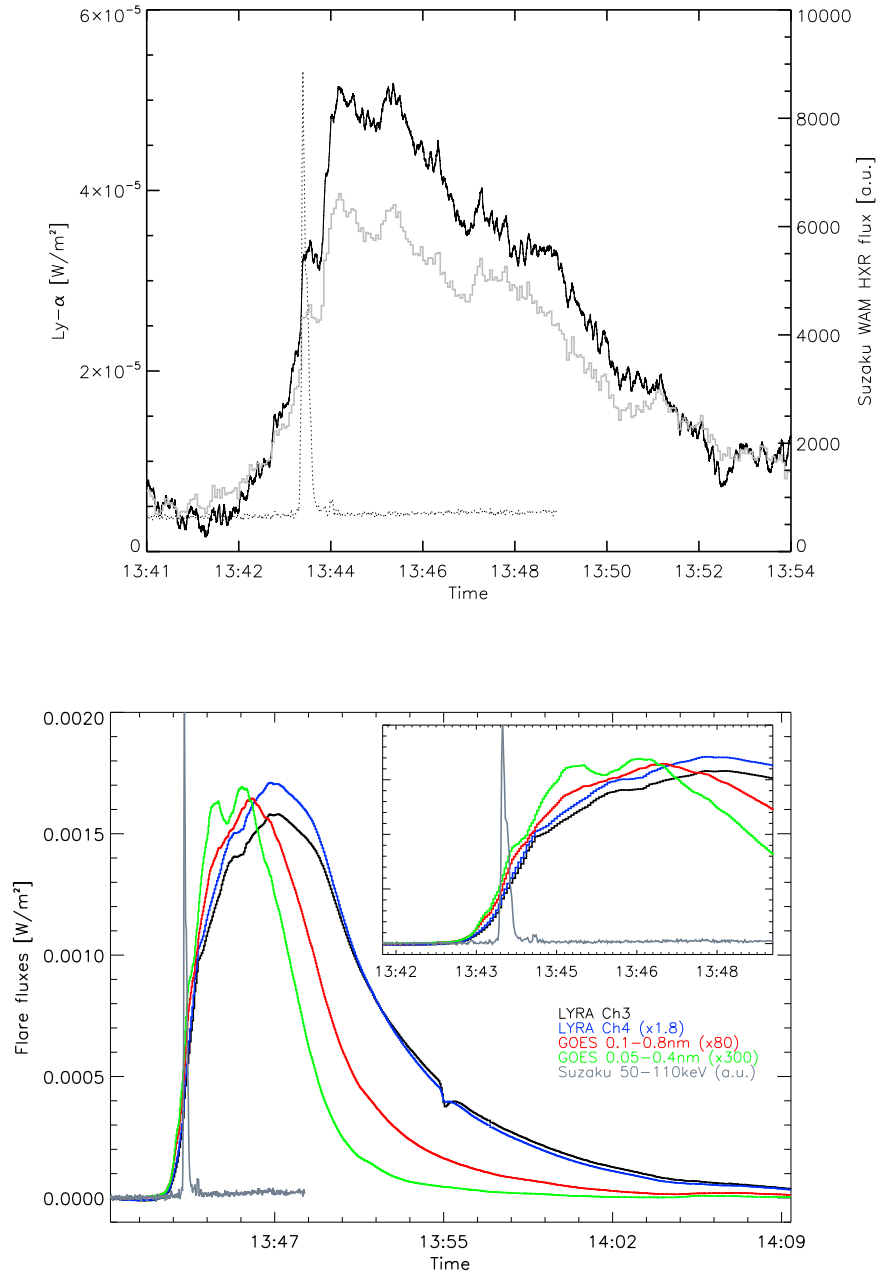 6×10⁻⁵
4×10⁻⁵
2×10⁻⁵
0
Ly−α [W/m²]
10000
8000
6000
4000
2000
0
Suzaku WAM HXR flux [a.u.]
13:41 13:42 13:44 13:46 13:48 13:50 13:52 13:54
Time
0.0020
0.0015
0.0010
0.0005
0.0000
Flare fluxes [W/m²]
13:42 13:43 13:45 13:46 13:48
LYRA Ch3
LYRA Ch4 (x1.8)
GOES 0.1−0.8nm (x80)
GOES 0.05−0.4nm (x300)
Suzaku 50−110keV (a.u.)
13:47 13:55 14:02 14:09
Time